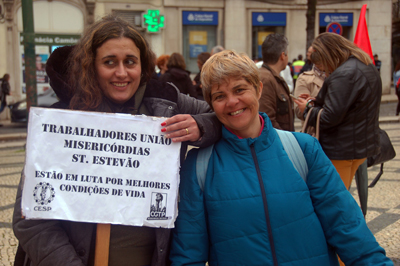 TRABALHADORES UNIÃO
MISERICÓRDIAS
ST. ESTEVÃO
ESTÃO EM LUTA POR MELHORES
CONDIÇÕES DE VIDA
CESP
CGTP